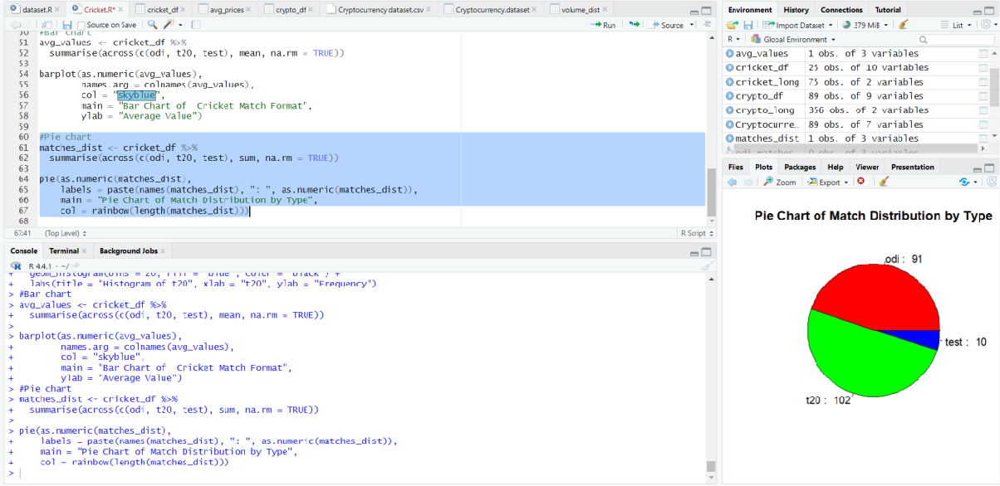 dataset.R
Cricket.R*
cricket_df
avg_prices
crypto_df
Cryptocurrency dataset.csv
Cryptocurrency.dataset
volume_dist
Source on Save
Run
Source
50 #Bar chart
51 avg_values <- cricket_df %>%
52 summarise(across(c(odi, t20, test), mean, na.rm = TRUE))
53
54 barplot(as.numeric(avg_values),
55 names.arg = colnames(avg_values),
56 col = "skyblue",
57 main = "Bar Chart of  Cricket Match Format",
58 ylab = "Average Value")
59
60 #Pie chart
61 matches_dist <- cricket_df %>%
62 summarise(across(c(odi, t20, test), sum, na.rm = TRUE))
63
64 pie(as.numeric(matches_dist),
65 labels = paste(names(matches_dist), ": ", as.numeric(matches_dist)),
66 main = "Pie Chart of Match Distribution by Type",
67 col = rainbow(length(matches_dist)))
68
67:41 (Top Level) R Script
Console Terminal Background Jobs
R 4.4.1 · ~/
+ geom_histogram(bins = 20, fill = "blue", color = "black") +
+ labs(title = "Histogram of t20", xlab = "t20", ylab = "Frequency")
> #Bar chart
> avg_values <- cricket_df %>%
+ summarise(across(c(odi, t20, test), mean, na.rm = TRUE))
>
> barplot(as.numeric(avg_values),
+ names.arg = colnames(avg_values),
+ col = "skyblue",
+ main = "Bar Chart of  Cricket Match Format",
+ ylab = "Average Value")
> #Pie chart
> matches_dist <- cricket_df %>%
+ summarise(across(c(odi, t20, test), sum, na.rm = TRUE))
>
> pie(as.numeric(matches_dist),
+ labels = paste(names(matches_dist), ": ", as.numeric(matches_dist)),
+ main = "Pie Chart of Match Distribution by Type",
+ col = rainbow(length(matches_dist)))
>
Environment History Connections Tutorial
Import Dataset 379 MiB List
R Global Environment
avg_values 1 obs. of 3 variables
cricket_df 25 obs. of 10 variables
cricket_long 75 obs. of 2 variables
crypto_df 89 obs. of 9 variables
crypto_long 356 obs. of 2 variables
Cryptocurre… 89 obs. of 7 variables
matches_dist 1 obs. of 3 variables
odi_matches 0 obs. of 3 variables
Files Plots Packages Help Viewer Presentation
Zoom Export
Pie Chart of Match Distribution by Type
odi :  91
test :  10
t20 :  102